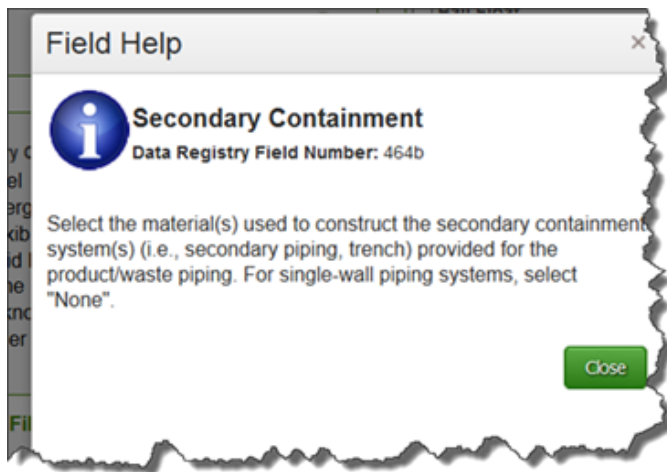 Field Help
×
Secondary Containment
Data Registry Field Number: 464b
Select the material(s) used to construct the secondary containment
system(s) (i.e., secondary piping, trench) provided for the
product/waste piping. For single-wall piping systems, select
"None".
Close